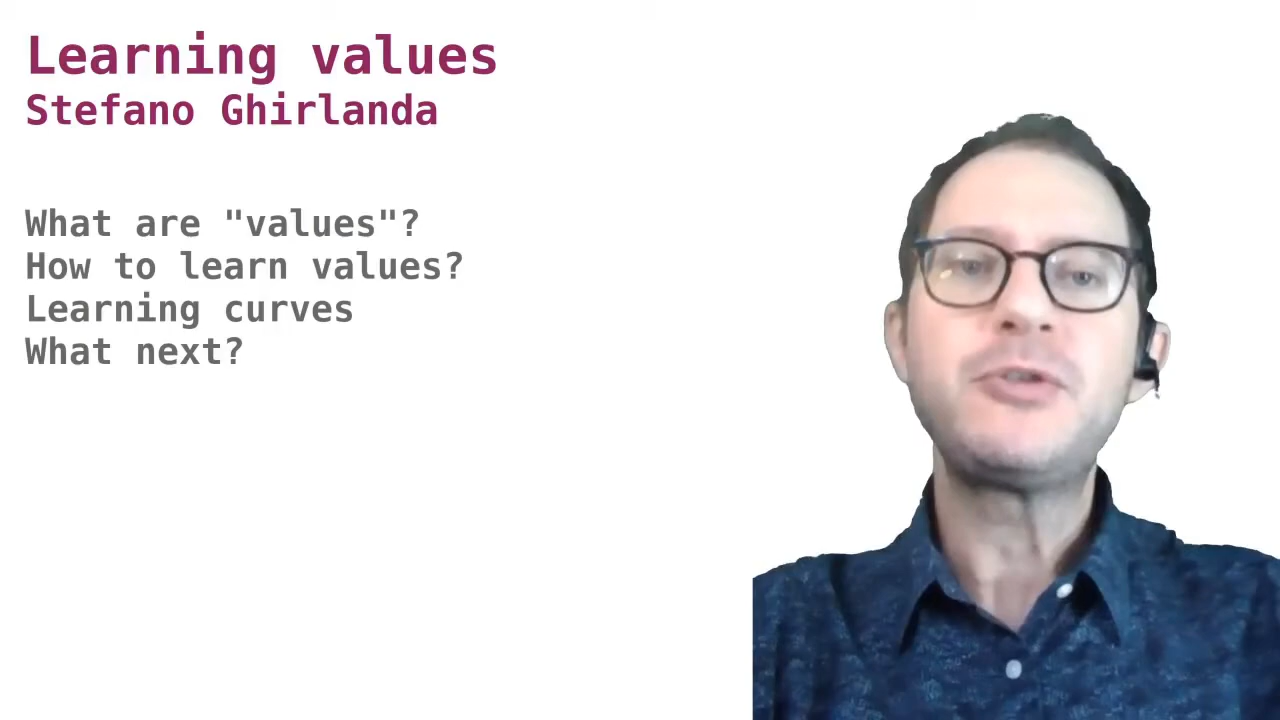 Learning values
Stefano Ghirlanda
What are "values"?
How to learn values?
Learning curves
What next?